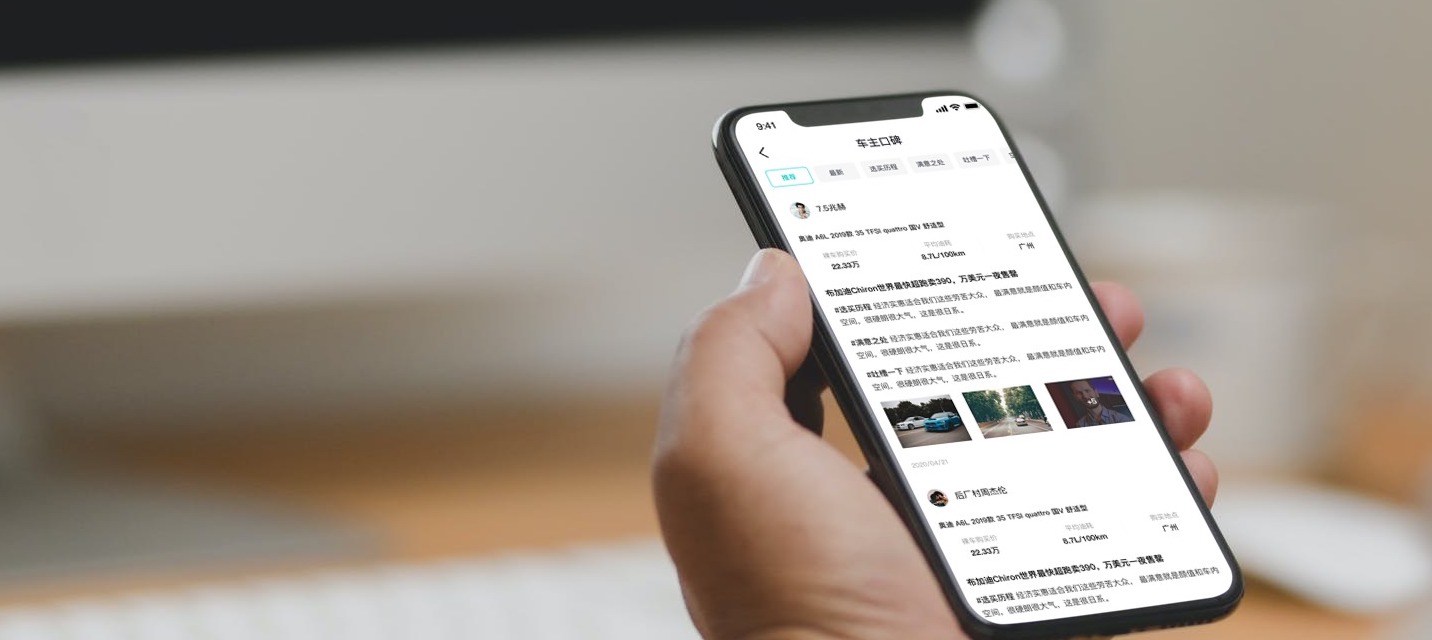 9:41
车主口碑
推荐 最新 选买历程 满意之处 吐槽一下
7.5兆赫
奥迪 A6L 2019款 35 TFSI quattro 国V 舒适型
裸车购买价 平均油耗 购买地点
22.33万 8.7L/100km 广州
布加迪Chiron世界最快超跑卖390，万美元一夜售罄
#选买历程 经济实惠适合我们这些劳苦大众， 最满意就是颜值和车内
空间，很硬朗很大气，这是很日系。
#满意之处 经济实惠适合我们这些劳苦大众， 最满意就是颜值和车内
空间，很硬朗很大气，这是很日系。
#吐槽一下 经济实惠适合我们这些劳苦大众， 最满意就是颜值和车内
空间，很硬朗很大气，这是很日系。
+5
2020/04/21
后厂村周杰伦
奥迪 A6L 2019款 35 TFSI quattro 国V 舒适型
裸车购买价 平均油耗 购买地点
22.33万 8.7L/100km 广州
布加迪Chiron世界最快超跑卖390，万美元一夜售罄
#选买历程 经济实惠适合我们这些劳苦大众， 最满意就是颜值和车内
空间，很硬朗很大气，这是很日系。